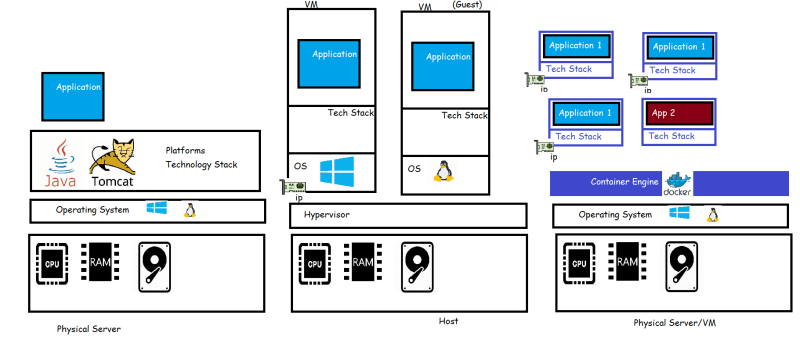 VM
VM
(Guest)
Application
Application
Application
Tech Stack
Tech Stack
OS
OS
ip
Platforms
Technology Stack
Java
Tomcat
Operating System
CPU
RAM
Physical Server
Hypervisor
CPU
RAM
Host
Application 1
Tech Stack
ip
Application 1
Tech Stack
ip
Application 1
Tech Stack
ip
App 2
Tech Stack
Container Engine
docker
Operating System
CPU
RAM
Physical Server/VM